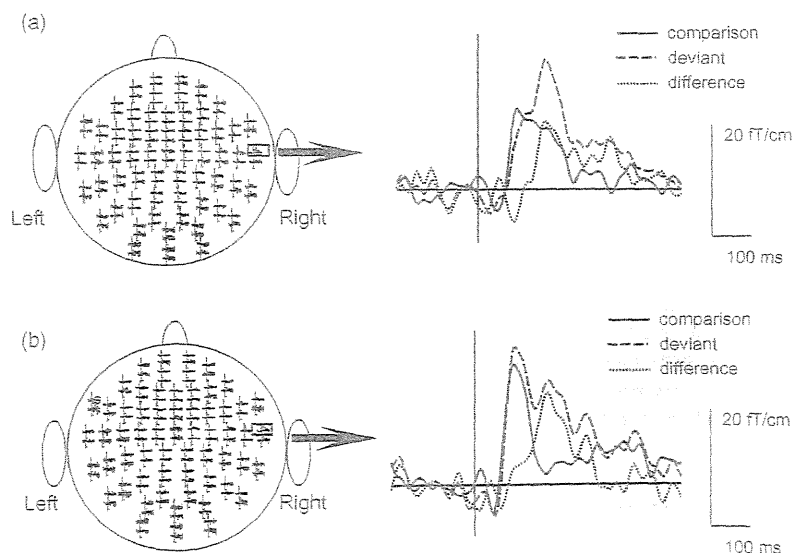 (a)
comparison
deviant
difference
20 fT/cm
100 ms
Left
Right
(b)
comparison
deviant
difference
20 fT/cm
100 ms
Left
Right